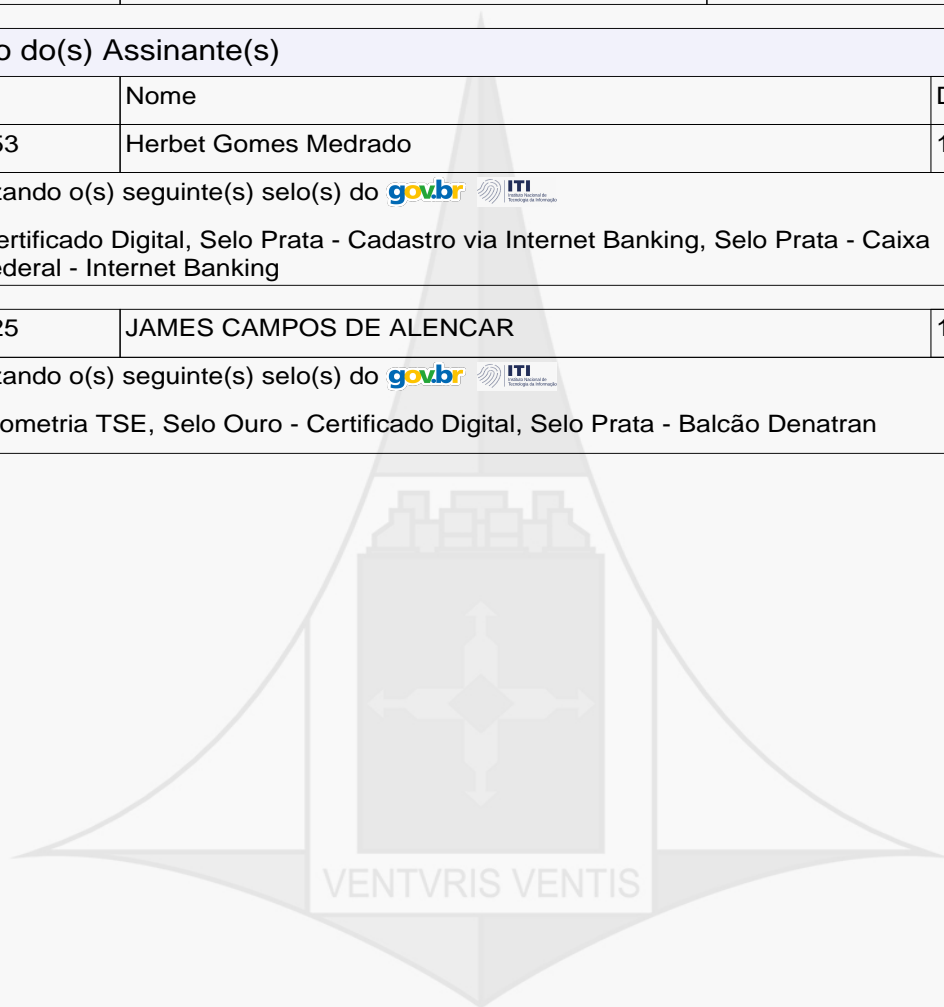 o do(s) Assinante(s)
Nome
53 Herbet Gomes Medrado 1
zando o(s) seguinte(s) selo(s) do gov.br ITI
ertificado Digital, Selo Prata - Cadastro via Internet Banking, Selo Prata - Caixa
ederal - Internet Banking
25 JAMES CAMPOS DE ALENCAR 1
zando o(s) seguinte(s) selo(s) do gov.br ITI
ometria TSE, Selo Ouro - Certificado Digital, Selo Prata - Balcão Denatran
VENTVRIS VENTIS